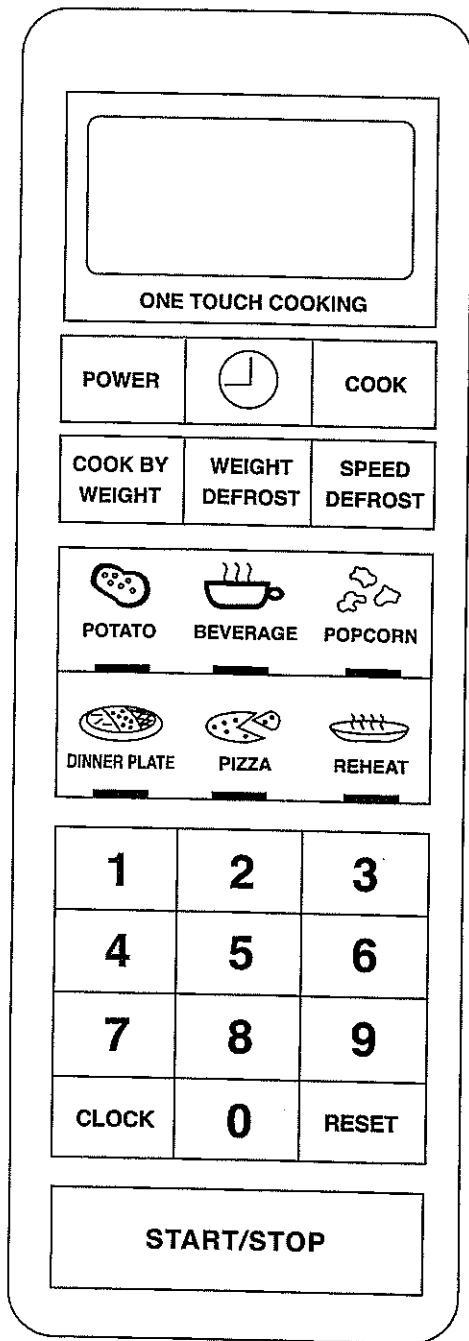 ONE TOUCH COOKING
POWER COOK
COOK BY WEIGHT SPEED
WEIGHT DEFROST DEFROST
POTATO BEVERAGE POPCORN
DINNER PLATE PIZZA REHEAT
1 2 3
4 5 6
7 8 9
CLOCK 0 RESET
START/STOP